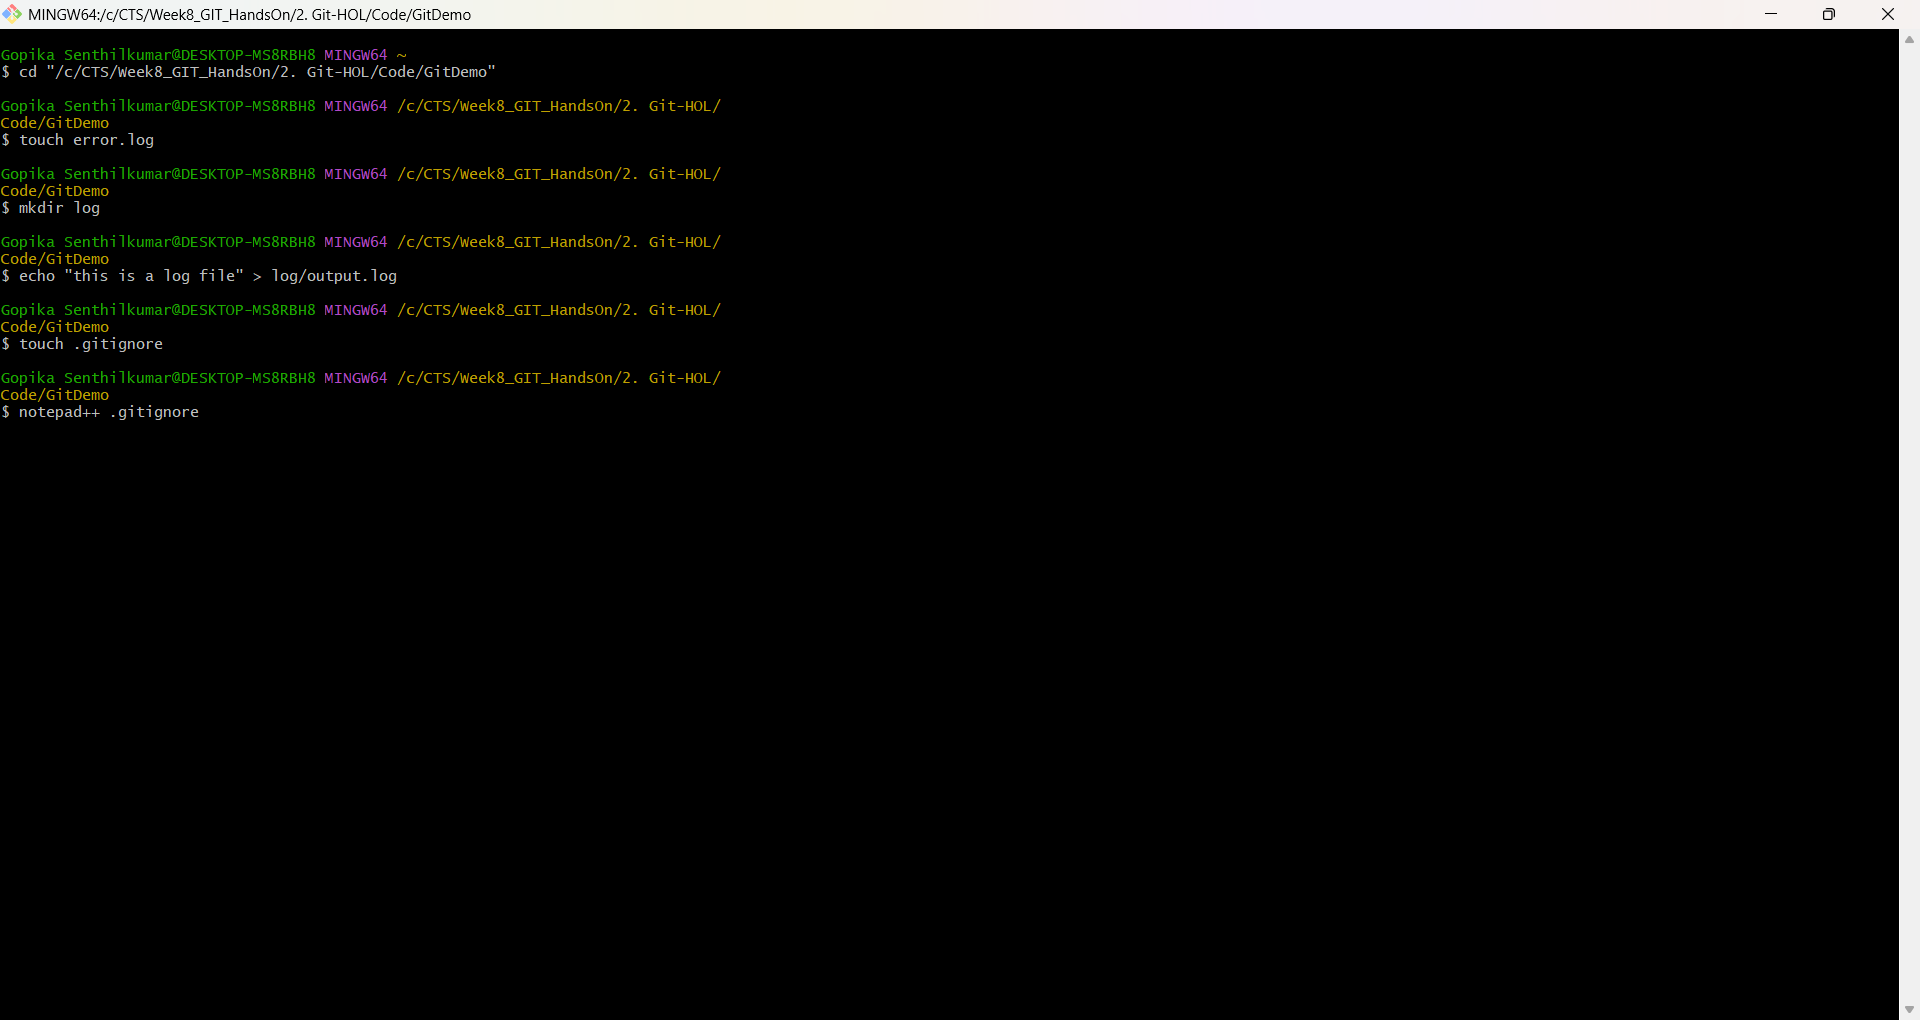 MINGW64:/c/CTS/Week8_GIT_HandsOn/2. Git-HOL/Code/GitDemo
Gopika Senthilkumar@DESKTOP-MS8RBH8 MINGW64 ~
$ cd "/c/CTS/Week8_GIT_HandsOn/2. Git-HOL/Code/GitDemo"
Gopika Senthilkumar@DESKTOP-MS8RBH8 MINGW64 /c/CTS/Week8_GIT_HandsOn/2. Git-HOL/
Code/GitDemo
$ touch error.log
Gopika Senthilkumar@DESKTOP-MS8RBH8 MINGW64 /c/CTS/Week8_GIT_HandsOn/2. Git-HOL/
Code/GitDemo
$ mkdir log
Gopika Senthilkumar@DESKTOP-MS8RBH8 MINGW64 /c/CTS/Week8_GIT_HandsOn/2. Git-HOL/
Code/GitDemo
$ echo "this is a log file" > log/output.log
Gopika Senthilkumar@DESKTOP-MS8RBH8 MINGW64 /c/CTS/Week8_GIT_HandsOn/2. Git-HOL/
Code/GitDemo
$ touch .gitignore
Gopika Senthilkumar@DESKTOP-MS8RBH8 MINGW64 /c/CTS/Week8_GIT_HandsOn/2. Git-HOL/
Code/GitDemo
$ notepad++ .gitignore